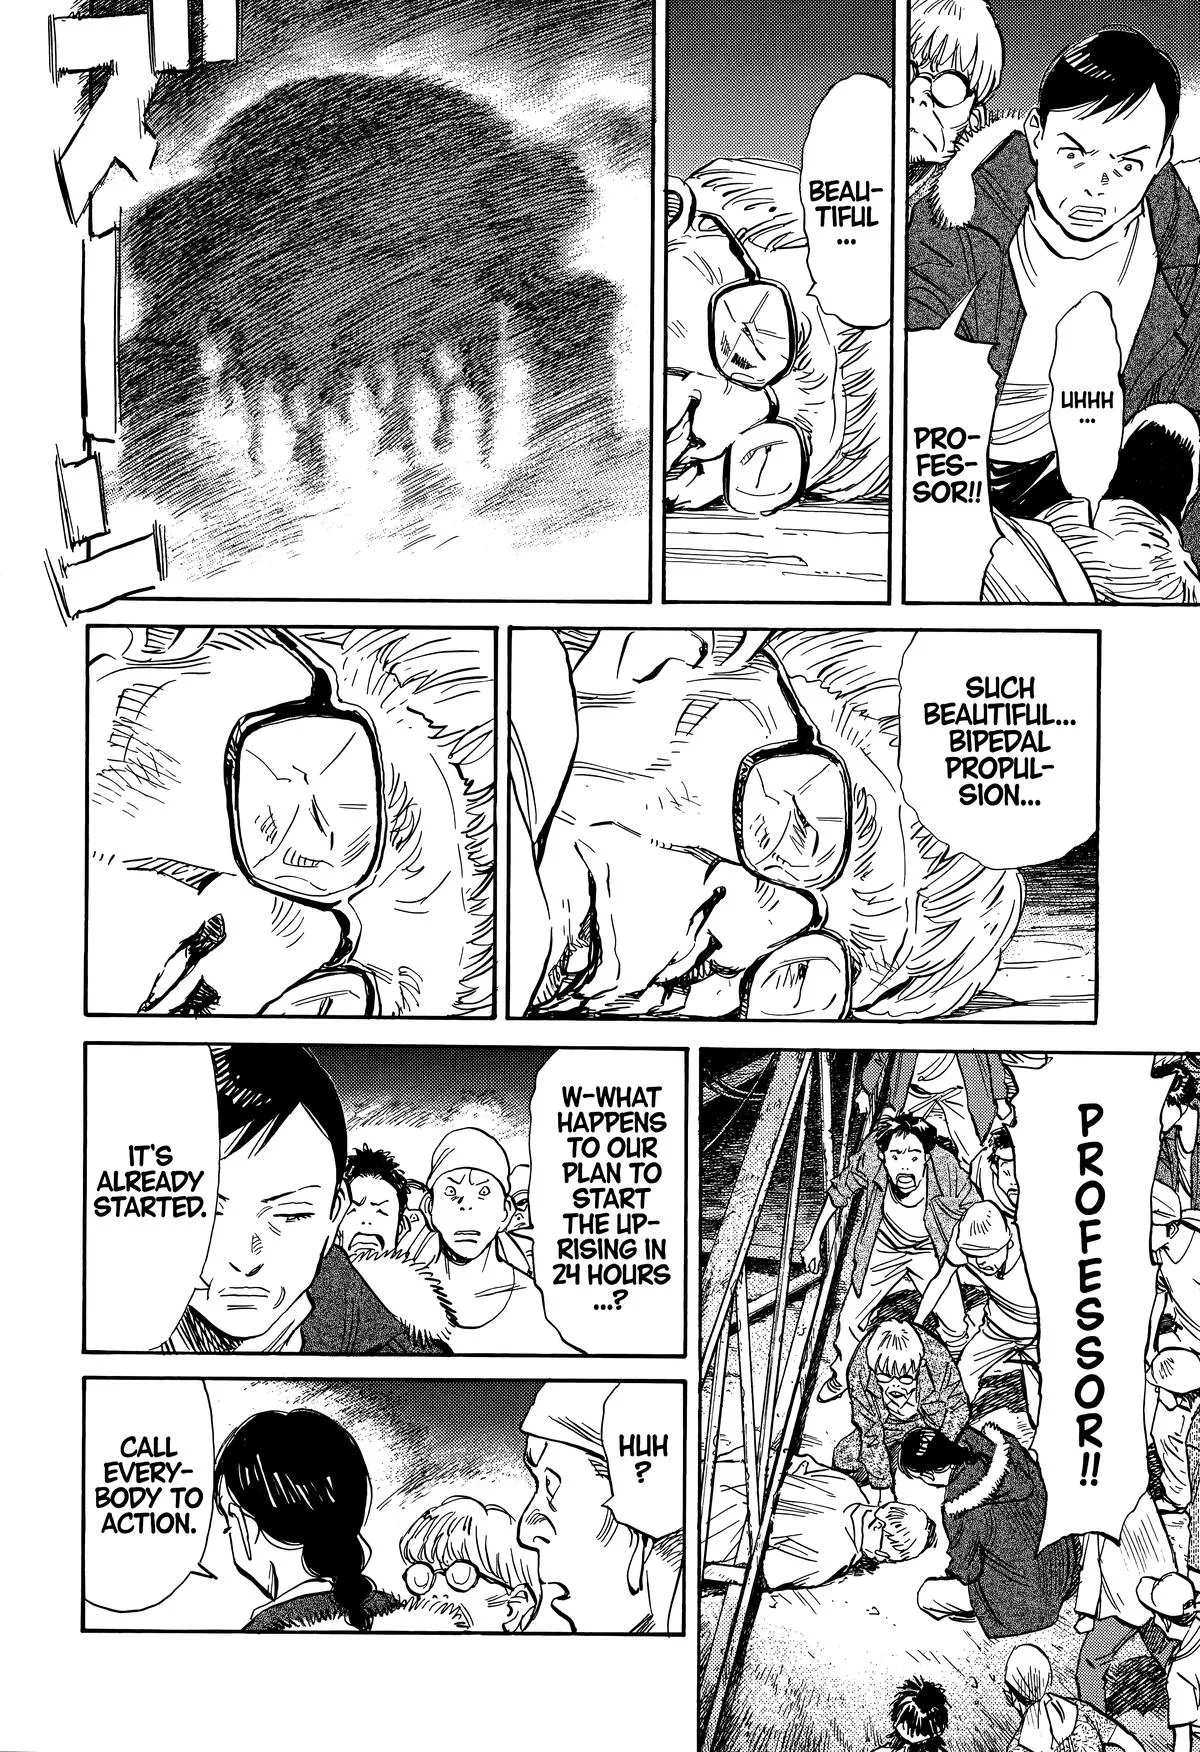 UHHH
...
PRO-
FES-
SOR!!
BEAU-
TIFUL
...
SUCH
BEAUTIFUL...
BIPEDAL
PROPUL-
SION...
PROFESSOR!!
W-WHAT
HAPPENS
TO OUR
PLAN TO
START
THE UP-
RISING IN
24 HOURS
...?
IT'S
ALREADY
STARTED.
HUH
?
CALL
EVERY-
BODY TO
ACTION.